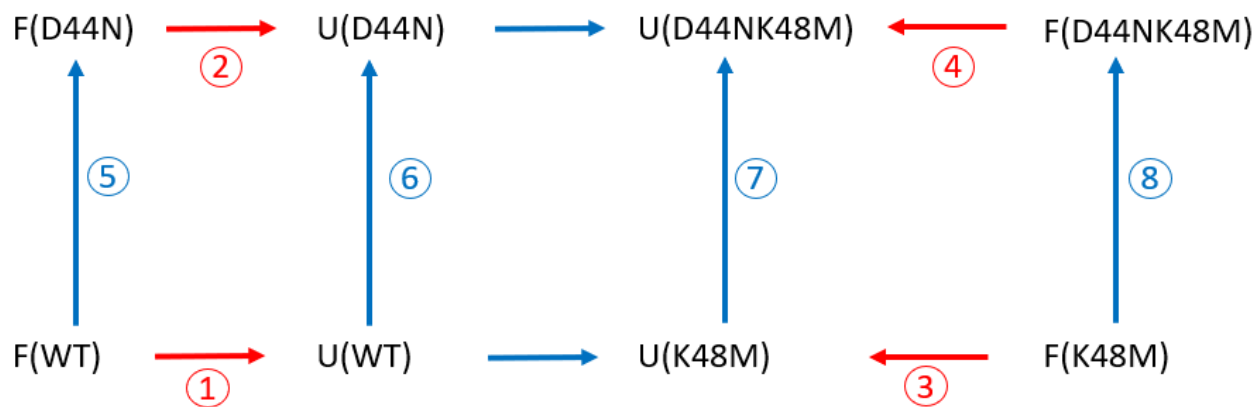 F(D44N) U(D44N) U(D44NK48M) F(D44NK48M)
② ④
⑤ ⑥ ⑦ ⑧
F(WT) U(WT) U(K48M) F(K48M)
① ③